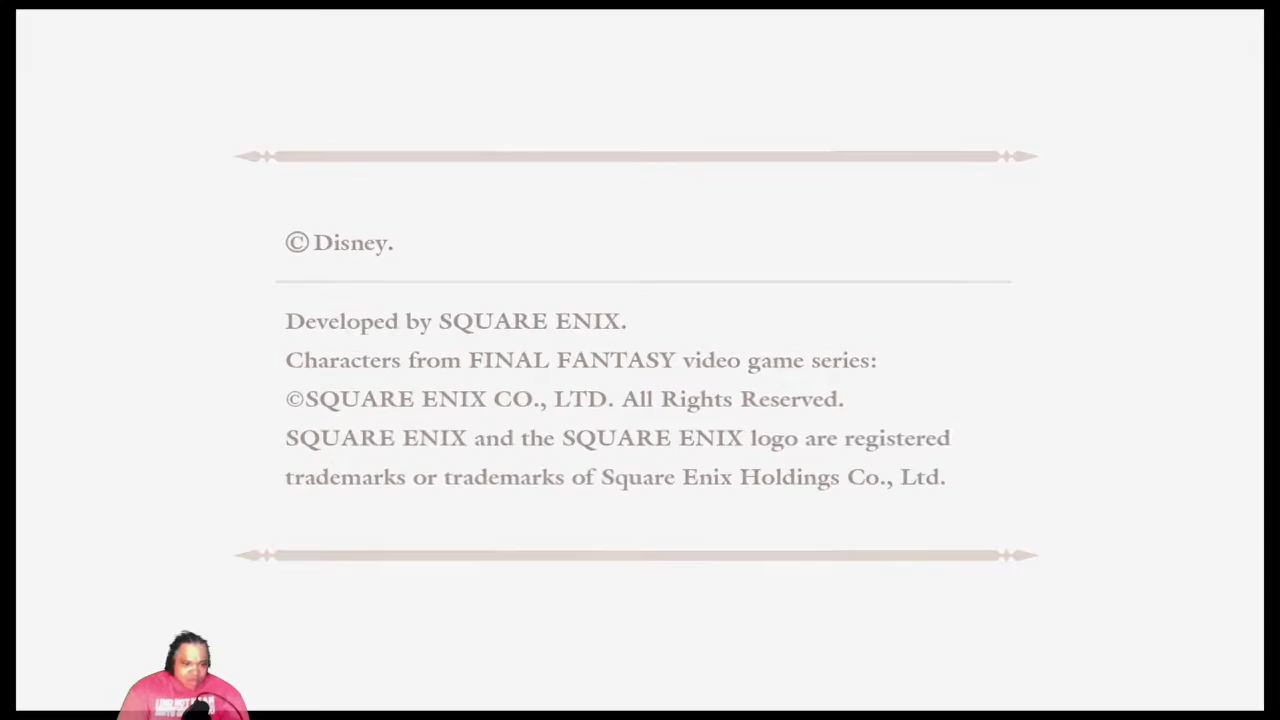 © Disney.
Developed by SQUARE ENIX.
Characters from FINAL FANTASY video game series:
©SQUARE ENIX CO., LTD. All Rights Reserved.
SQUARE ENIX and the SQUARE ENIX logo are registered
trademarks or trademarks of Square Enix Holdings Co., Ltd.